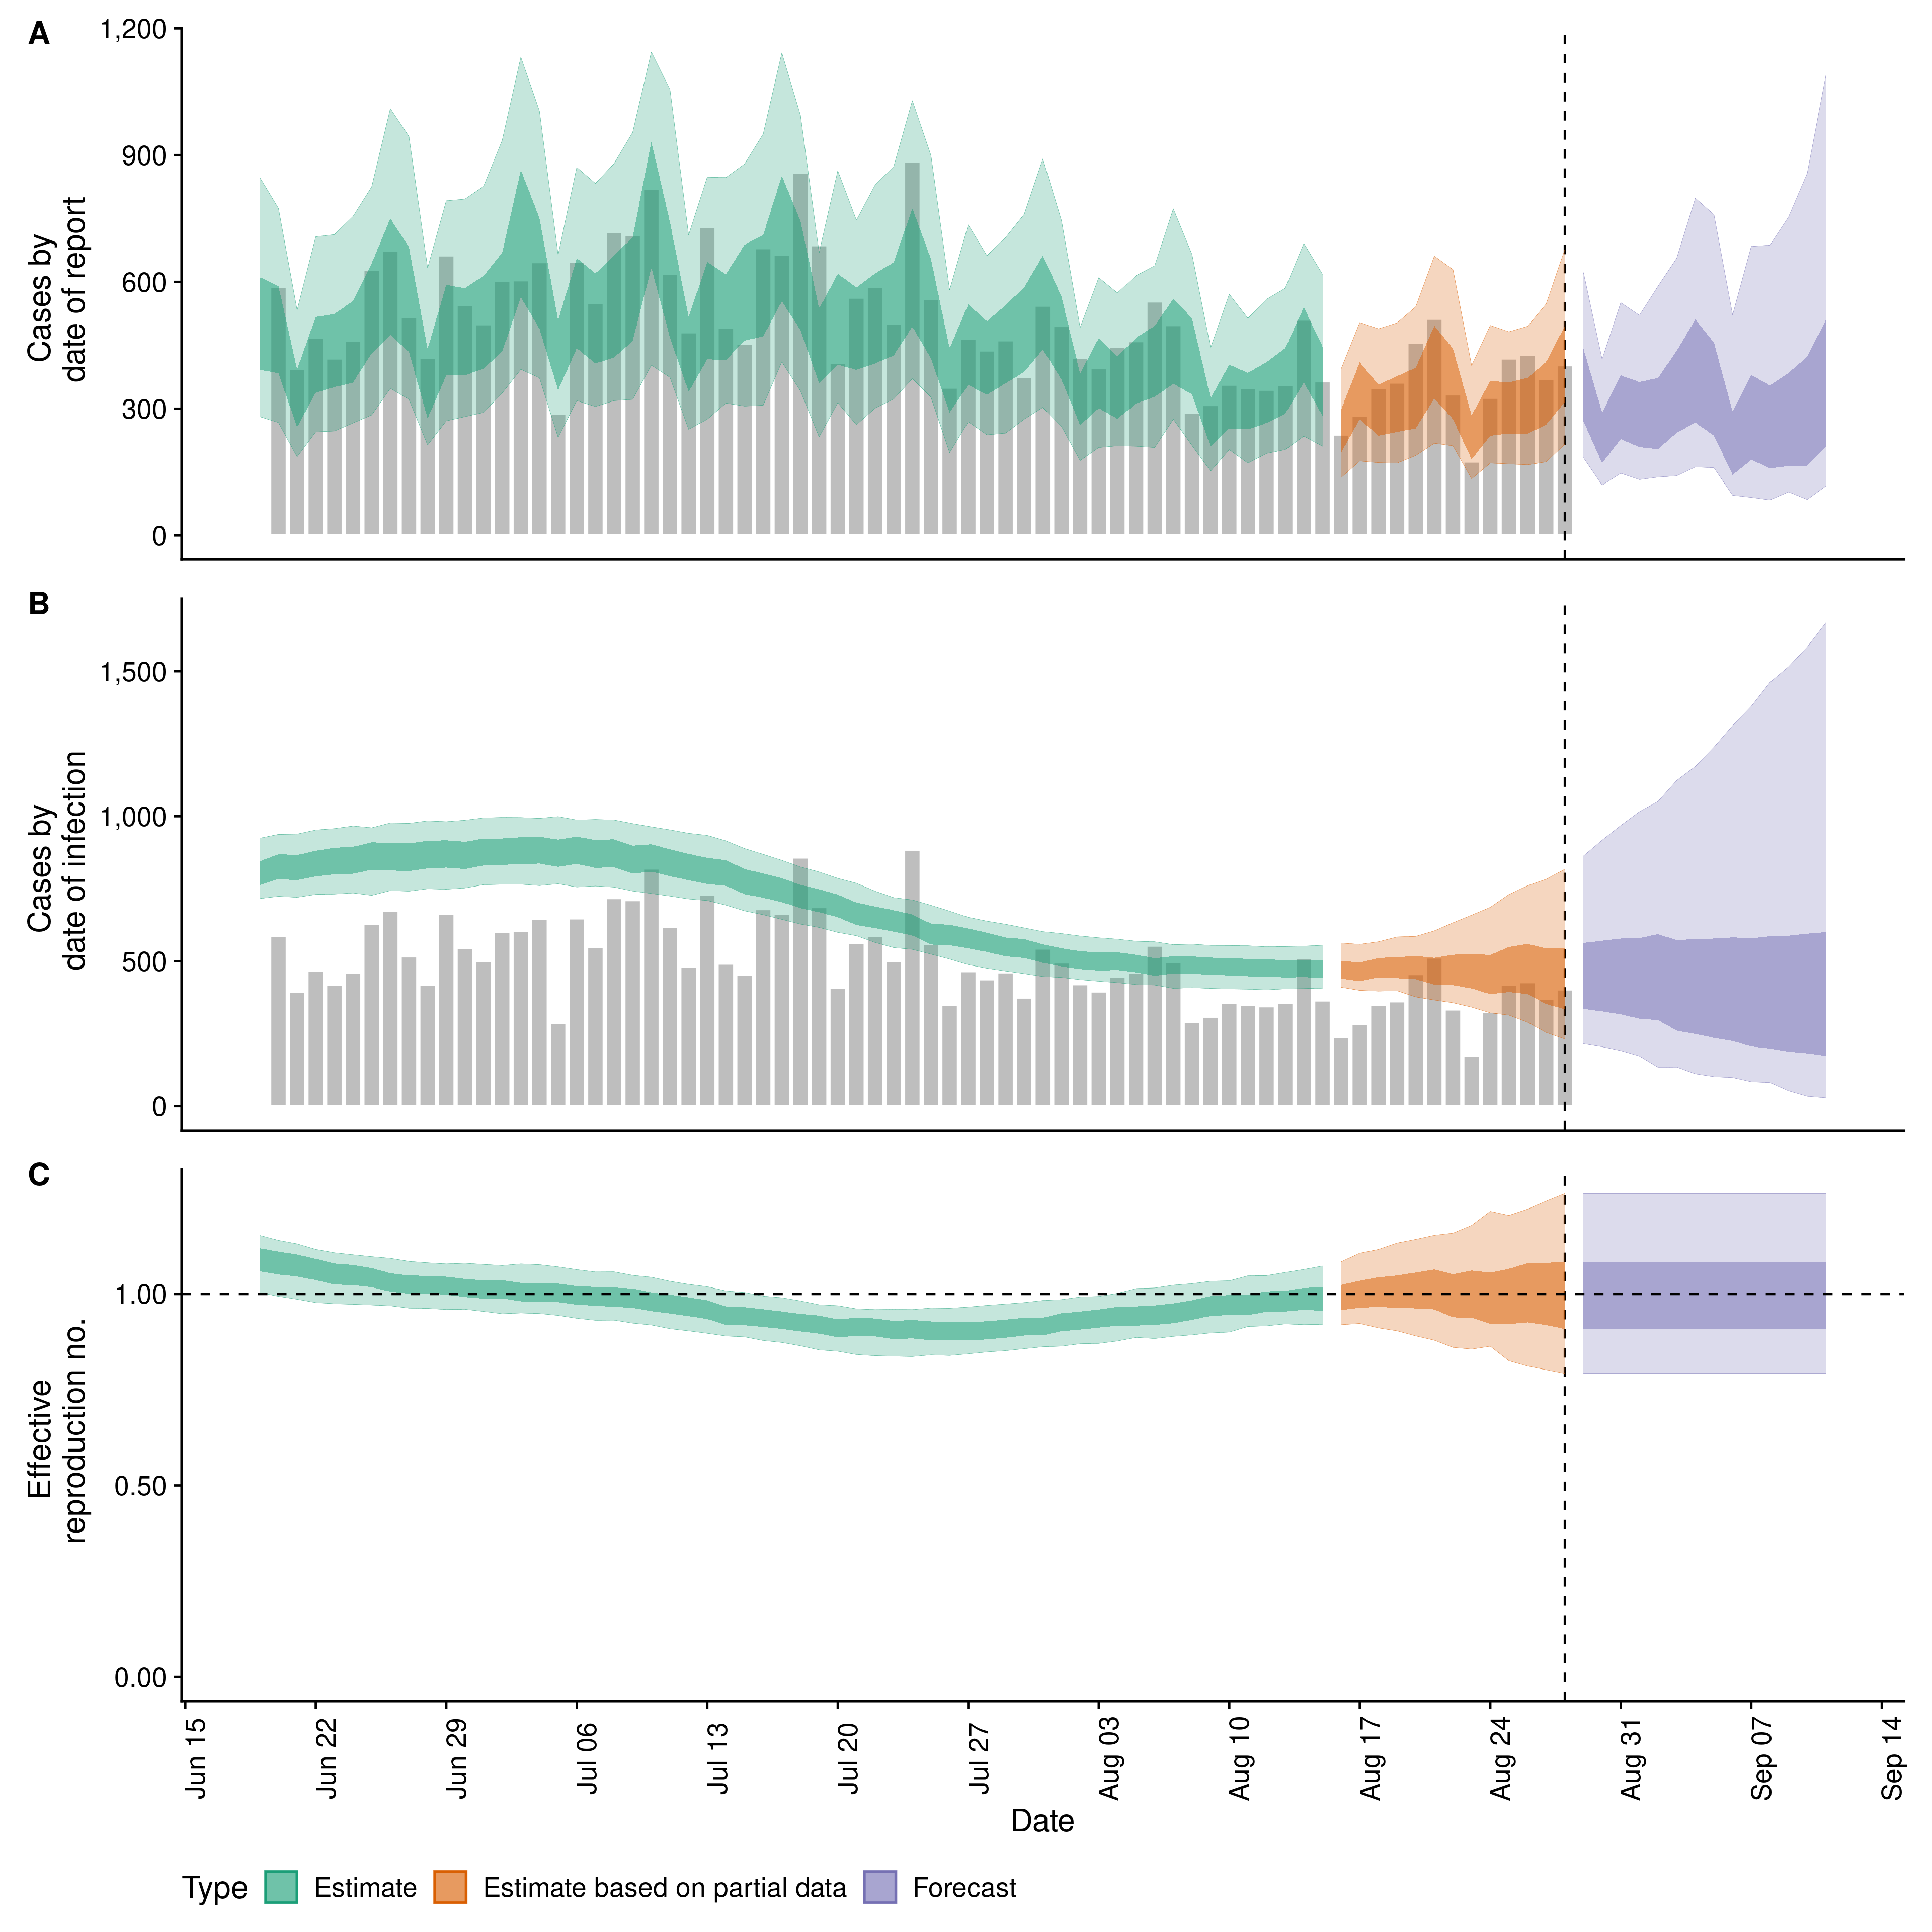 A
Cases by
date of report
1,200
900
600
300
0
B
Cases by
date of infection
1,500
1,000
500
0
C
Effective
reproduction no.
1.00
0.50
0.00
Jun 15
Jun 22
Jun 29
Jul 06
Jul 13
Jul 20
Jul 27
Aug 03
Aug 10
Aug 17
Aug 24
Aug 31
Sep 07
Sep 14
Date
Type Estimate Estimate based on partial data Forecast